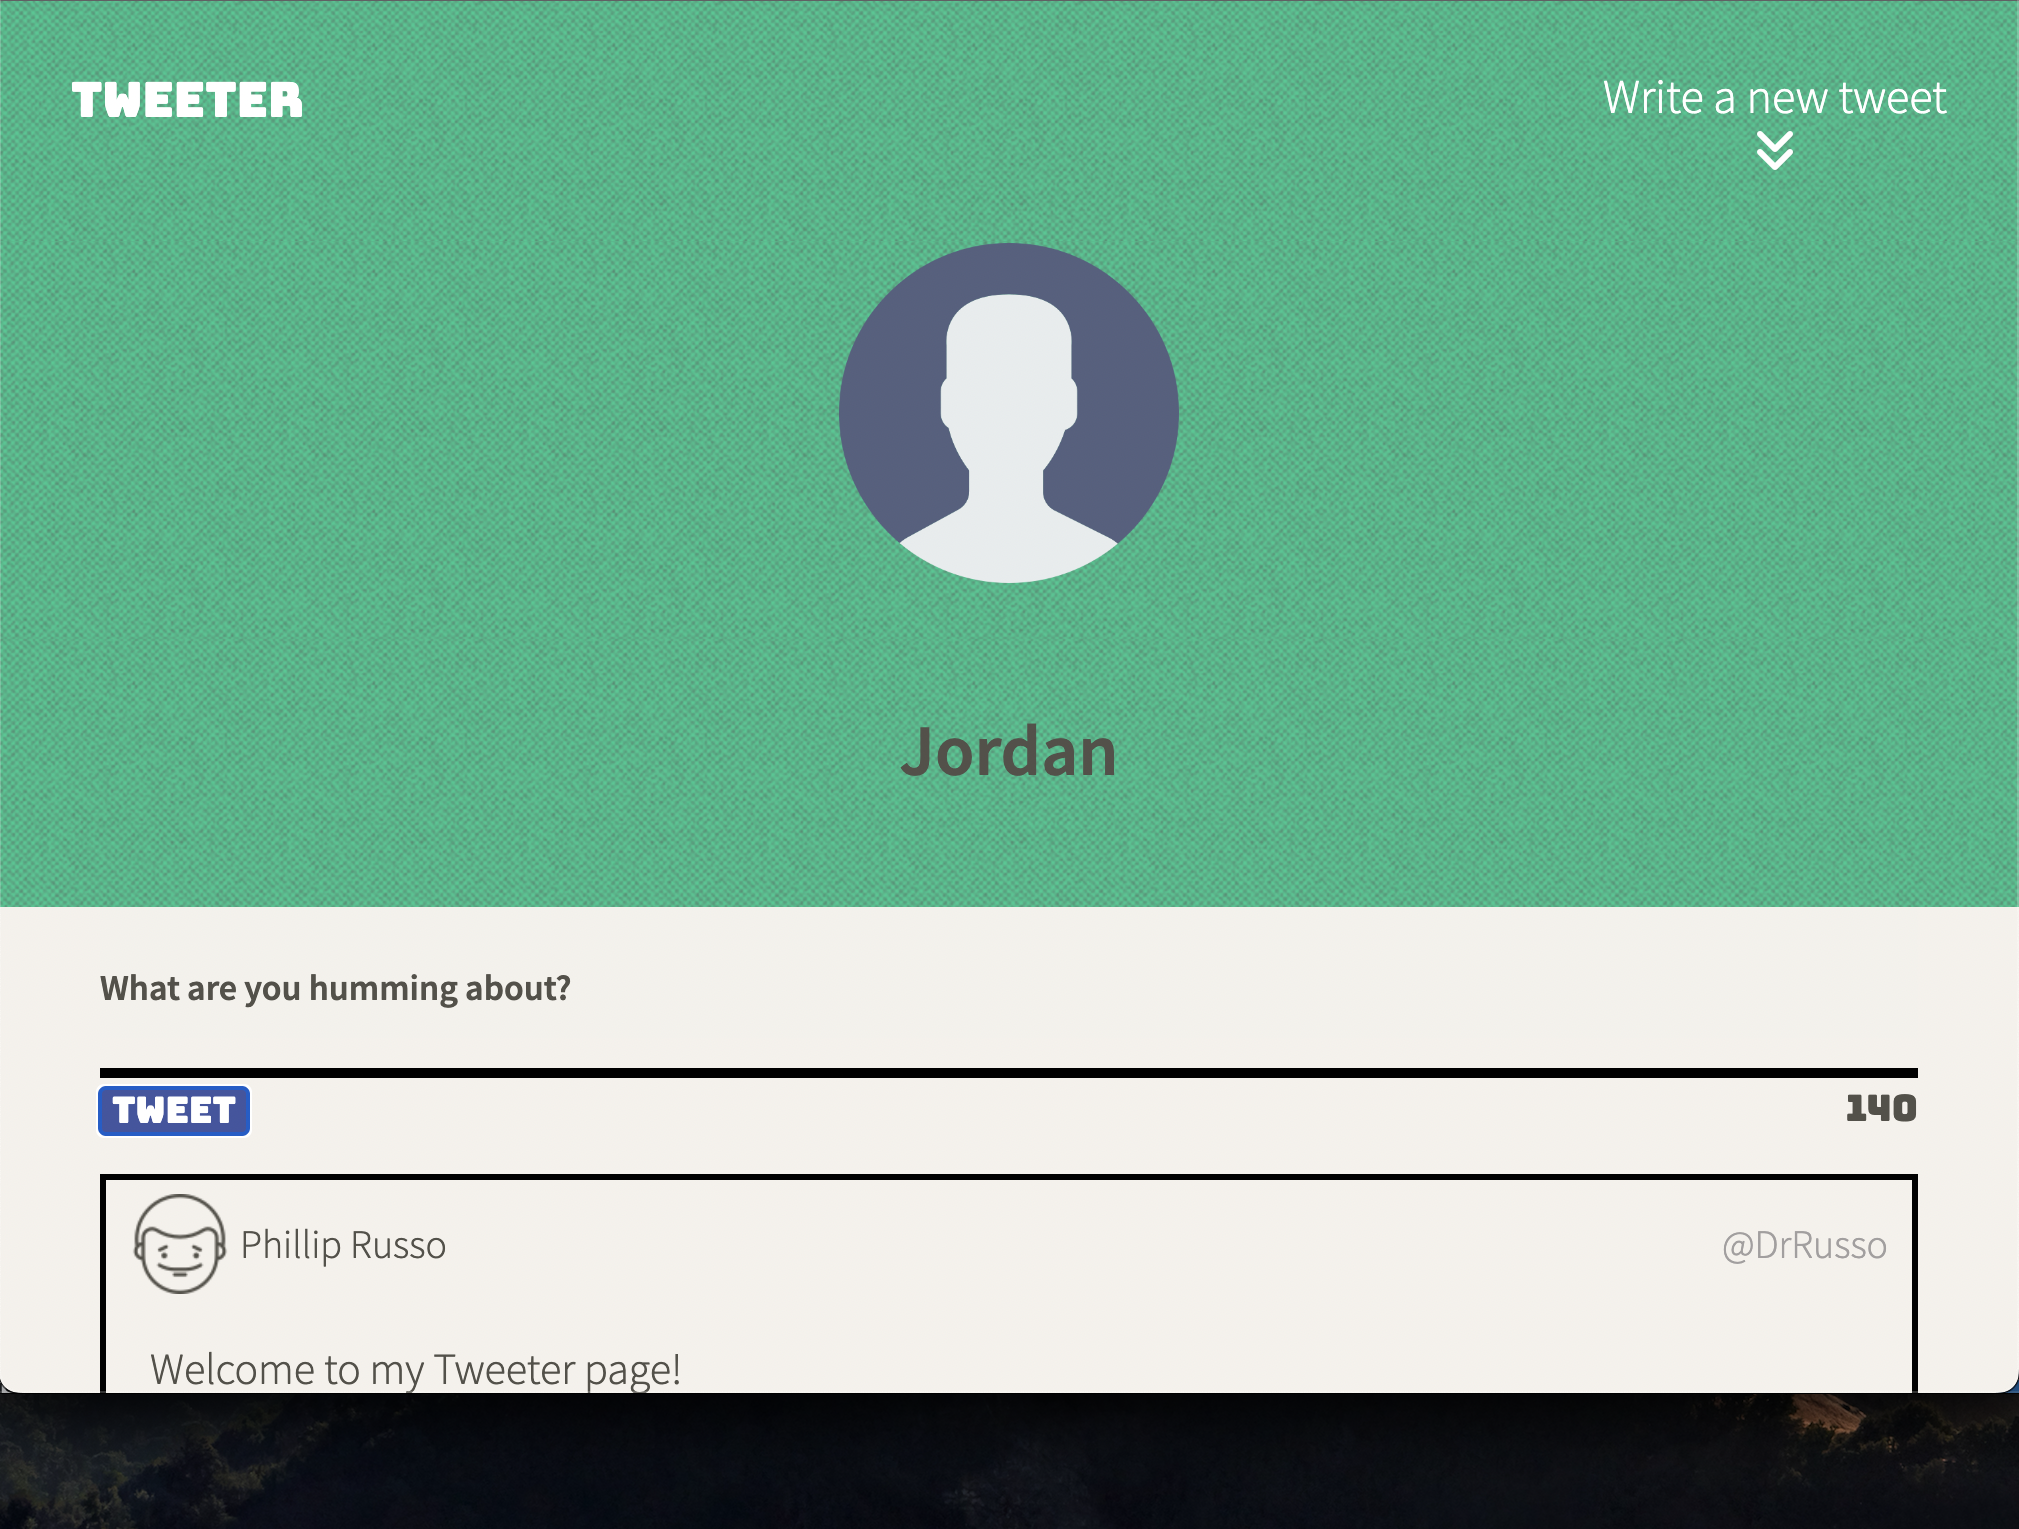 TWEETER
Write a new tweet
Jordan
What are you humming about?
TWEET
140
Phillip Russo
@DrRusso
Welcome to my Tweeter page!